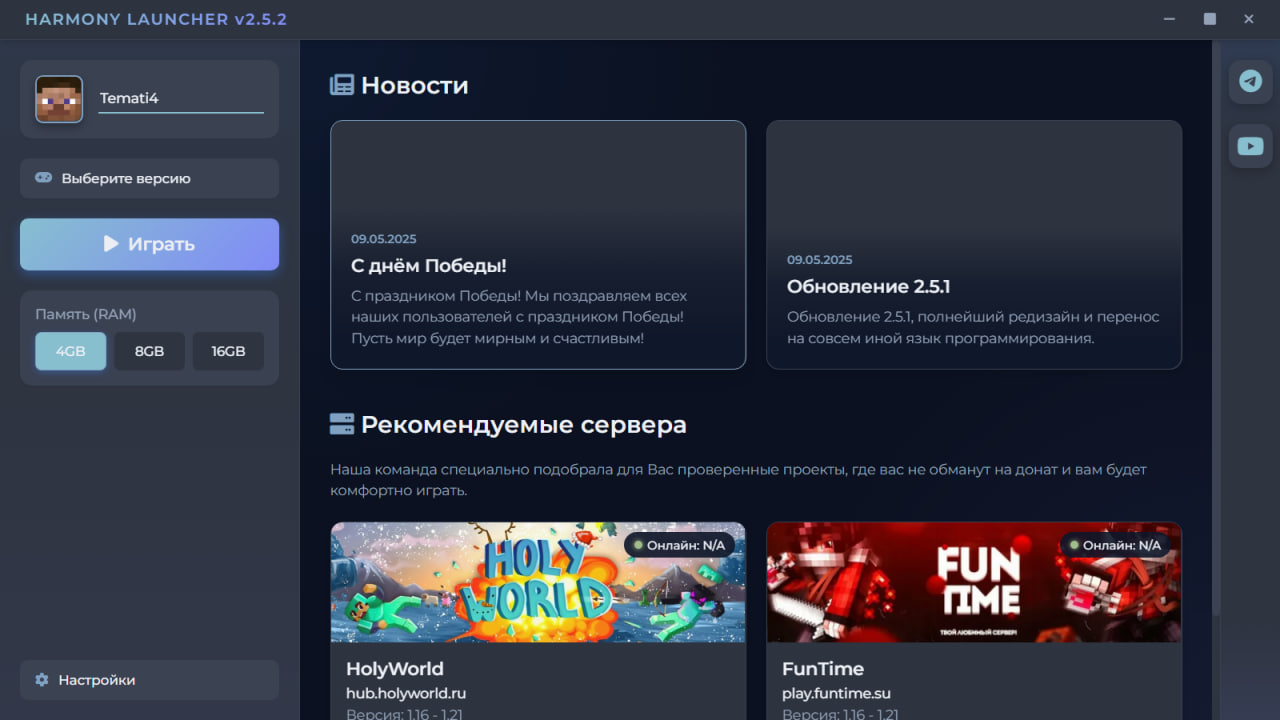 HARMONY LAUNCHER v2.5.2
Temati4
Выберите версию
Играть
Память (RAM)
4GB
8GB
16GB
Настройки
Новости
09.05.2025
С днём Победы!
С праздником Победы! Мы поздравляем всех
наших пользователей с праздником Победы!
Пусть мир будет мирным и счастливым!
09.05.2025
Обновление 2.5.1
Обновление 2.5.1, полнейший редизайн и перенос
на совсем иной язык программирования.
Рекомендуемые сервера
Наша команда специально подобрала для Вас проверенные проекты, где вас не обманут на донат и вам будет
комфортно играть.
Онлайн: N/A
HOLY
WORLD
HolyWorld
hub.holyworld.ru
Версия: 1.16 - 1.21
Онлайн: N/A
FUN
TIME
ТВОЙ ЛЮБИМЫЙ СЕРВЕР!
FunTime
play.funtime.su
Версия: 1.16 - 1.21